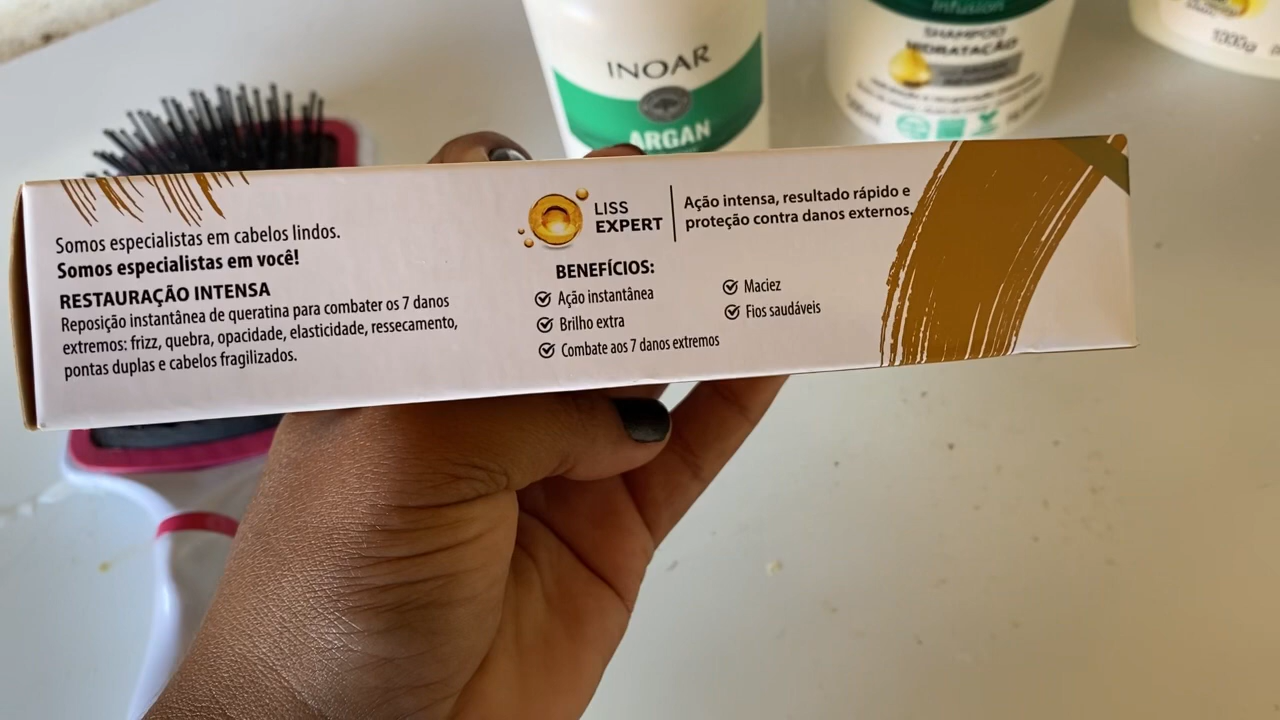 Infusion
SHAMPOO
HIDRATAÇÃO
INOAR
ARGAN
1000g
Somos especialistas em cabelos lindos.
Somos especialistas em você!
RESTAURAÇÃO INTENSA
Reposição instantânea de queratina para combater os 7 danos
extremos: frizz, quebra, opacidade, elasticidade, ressecamento,
pontas duplas e cabelos fragilizados.
LISS
EXPERT
Ação intensa, resultado rápido e
proteção contra danos externos.
BENEFÍCIOS:
Ação instantânea
Brilho extra
Combate aos 7 danos extremos
Maciez
Fios saudáveis